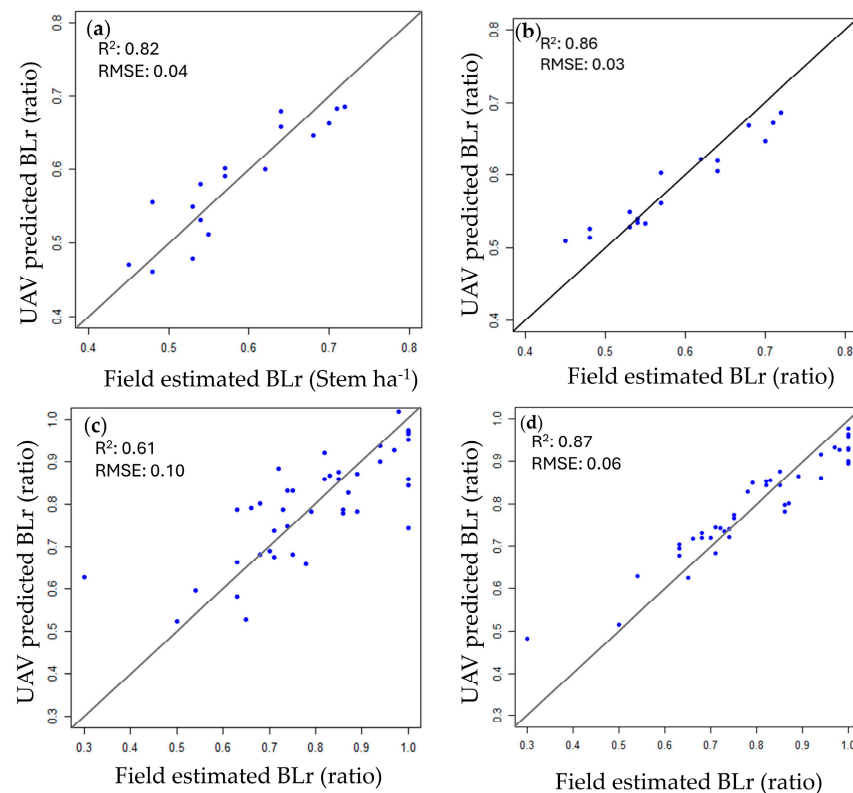 (a)
R²: 0.82
RMSE: 0.04
UAV predicted BLr (ratio)
0.4 0.5 0.6 0.7 0.8
0.4 0.5 0.6 0.7 0.8
Field estimated BLr (Stem ha⁻¹)
(b)
R²: 0.86
RMSE: 0.03
UAV predicted BLr (ratio)
0.4 0.5 0.6 0.7 0.8
0.4 0.5 0.6 0.7 0.8
Field estimated BLr (ratio)
(c)
R²: 0.61
RMSE: 0.10
UAV predicted BLr (ratio)
0.3 0.4 0.5 0.6 0.7 0.8 0.9 1.0
0.3 0.4 0.5 0.6 0.7 0.8 0.9 1.0
Field estimated BLr (ratio)
(d)
R²: 0.87
RMSE: 0.06
UAV predicted BLr (ratio)
0.3 0.4 0.5 0.6 0.7 0.8 0.9 1.0
0.3 0.4 0.5 0.6 0.7 0.8 0.9 1.0
Field estimated BLr (ratio)